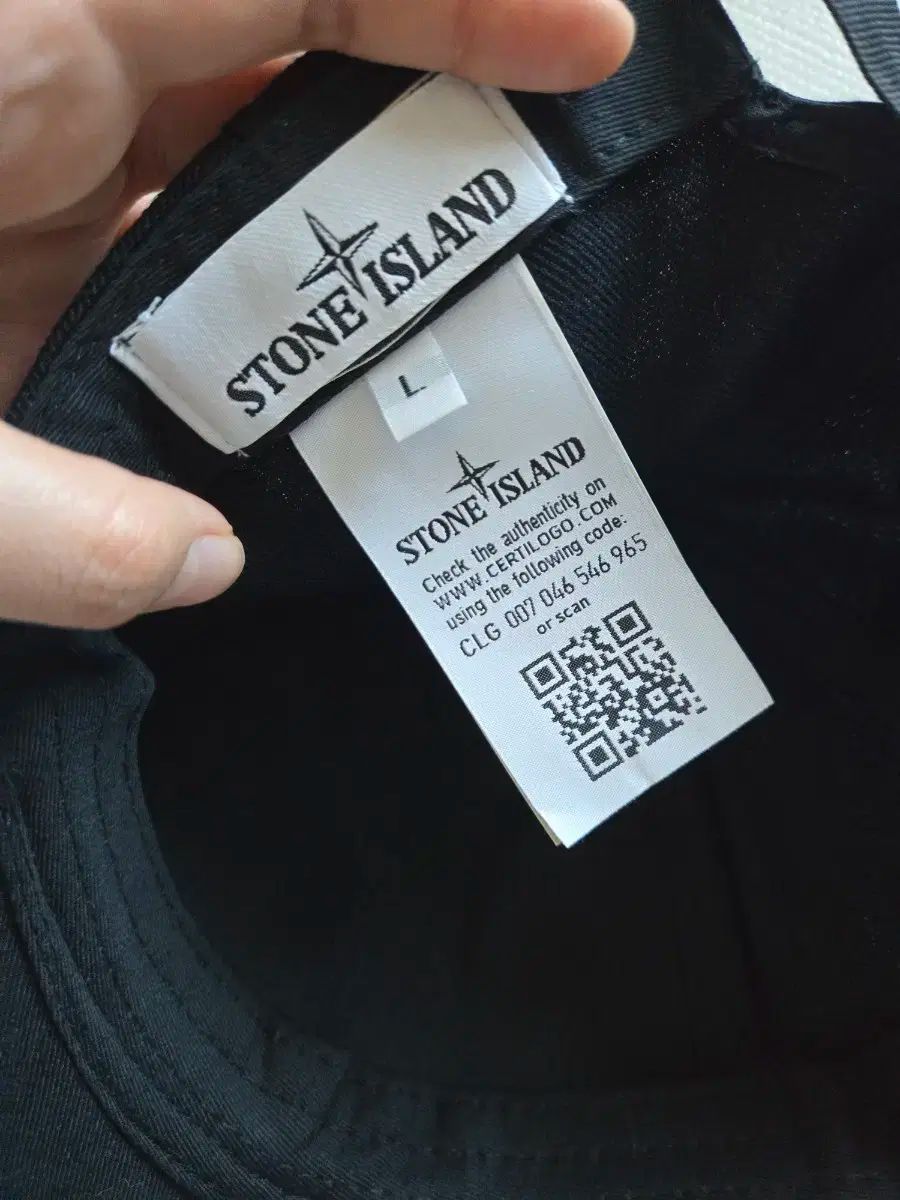 STONE ISLAND
L
STONE ISLAND
Check the authenticity on
WWW.CERTILOGO.COM
using the following code:
CLG 007 046 546 965
or scan